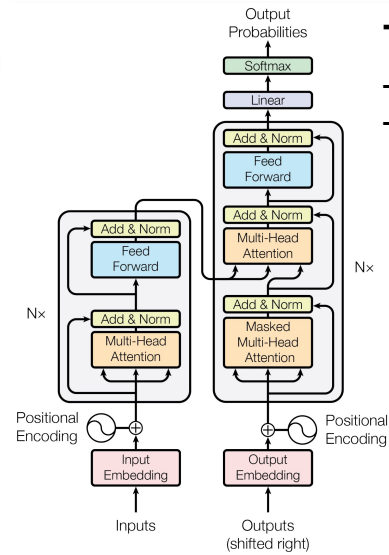 Output
Probabilities
Softmax
Linear
Add & Norm
Feed
Forward
Add & Norm
Multi-Head
Attention
Nx
Add & Norm
Masked
Multi-Head
Attention
Add & Norm
Feed
Forward
Nx
Add & Norm
Multi-Head
Attention
Positional
Encoding
Positional
Encoding
Input
Embedding
Output
Embedding
Inputs
Outputs
(shifted right)